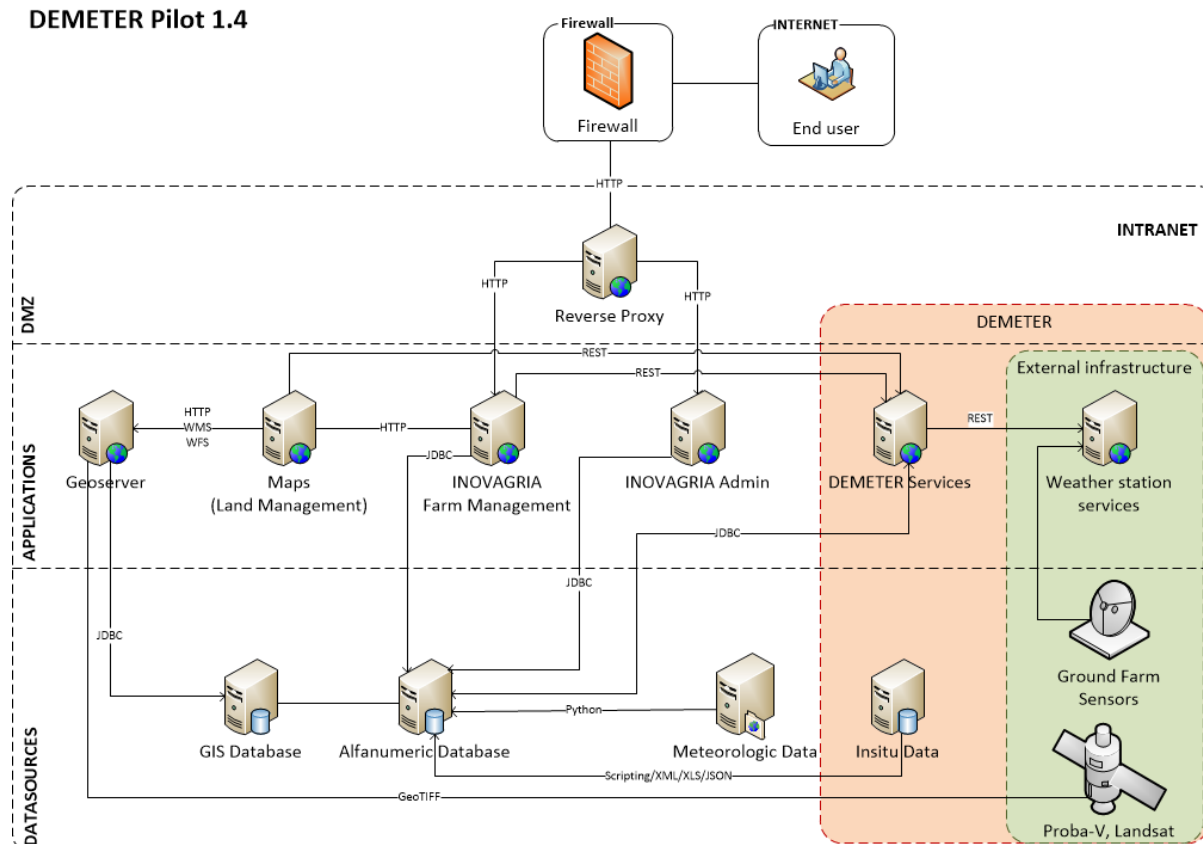 DEMETER Pilot 1.4
Firewall
INTERNET
Firewall
End user
HTTP
INTRANET
DMZ
HTTP
HTTP
Reverse Proxy
DEMETER
REST
REST
External infrastructure
APPLICATIONS
HTTP
WMS
WFS
HTTP
REST
JDBC
Geoserver
Maps
(Land Management)
INOVAGRIA
Farm Management
INOVAGRIA Admin
DEMETER Services
Weather station
services
JDBC
JDBC
JDBC
DATASOURCES
Ground Farm
Sensors
Python
GIS Database
Alfanumeric Database
Meteorologic Data
Insitu Data
Scripting/XML/XLS/JSON
GeoTIFF
Proba-V, Landsat